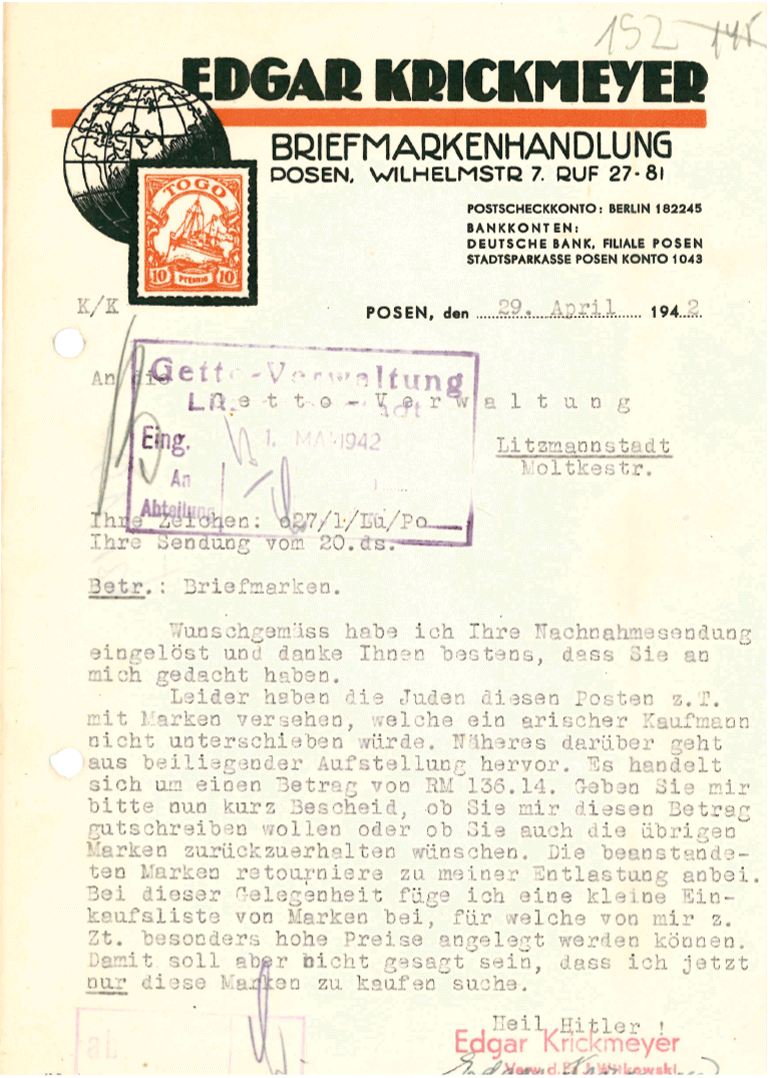 152 145
EDGAR KRICKMEYER
BRIEFMARKENHANDLUNG
POSEN, WILHELMSTR 7. RUF 27-81
TOGO
10 PFENNIG 10
POSTSCHECKKONTO: BERLIN 182245
BANKKONTEN:
DEUTSCHE BANK, FILIALE POSEN
STADTSPARKASSE POSEN KONTO 1043
K/K
POSEN, den 29. April 1942
An die
Getto-Verwaltung
Getto-Verwaltung
Eing. 1. MAI 1942
An
Abteilung
Litzmannstadt
Moltkestr.
Ihre Zeichen: 027/1/Lü/Po
Ihre Sendung vom 20.ds.
Betr.: Briefmarken.
Wunschgemäss habe ich Ihre Nachnahmesendung
eingelöst und danke Ihnen bestens, dass Sie an
mich gedacht haben.
Leider haben die Juden diesen Posten z.T.
mit Marken versehen, welche ein arischer Kaufmann
nicht unterschieben würde. Näheres darüber geht
aus beiliegender Aufstellung hervor. Es handelt
sich um einen Betrag von RM 136.14. Geben Sie mir
bitte nun kurz Bescheid, ob Sie mir diesen Betrag
gutschreiben wollen oder ob Sie auch die übrigen
Marken zurückzuerhalten wünschen. Die beanstande-
ten Marken retourniere zu meiner Entlastung anbei.
Bei dieser Gelegenheit füge ich eine kleine Ein-
kaufsliste von Marken bei, für welche von mir z.
Zt. besonders hohe Preise angelegt werden können.
Damit soll aber nicht gesagt sein, dass ich jetzt
nur diese Marken zu kaufen suche.
Heil Hitler !
Edgar Krickmeyer
Verw. d. Fa. J. Witkowski
ab